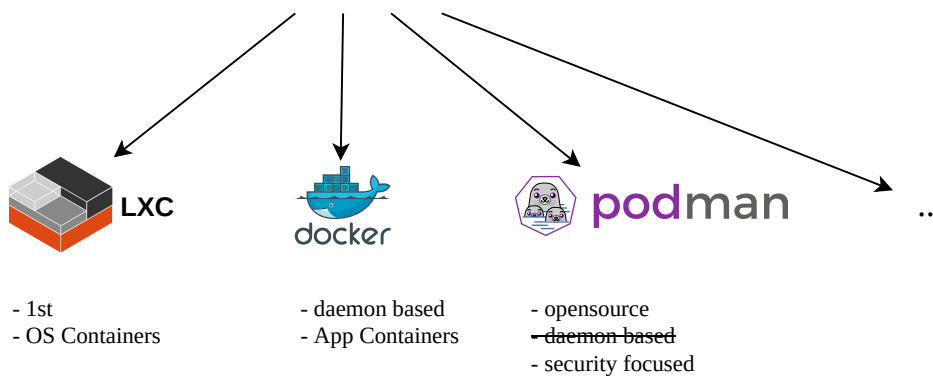 LXC
docker
podman
..
- 1st
- OS Containers
- daemon based
- App Containers
- opensource
- daemon based
- security focused